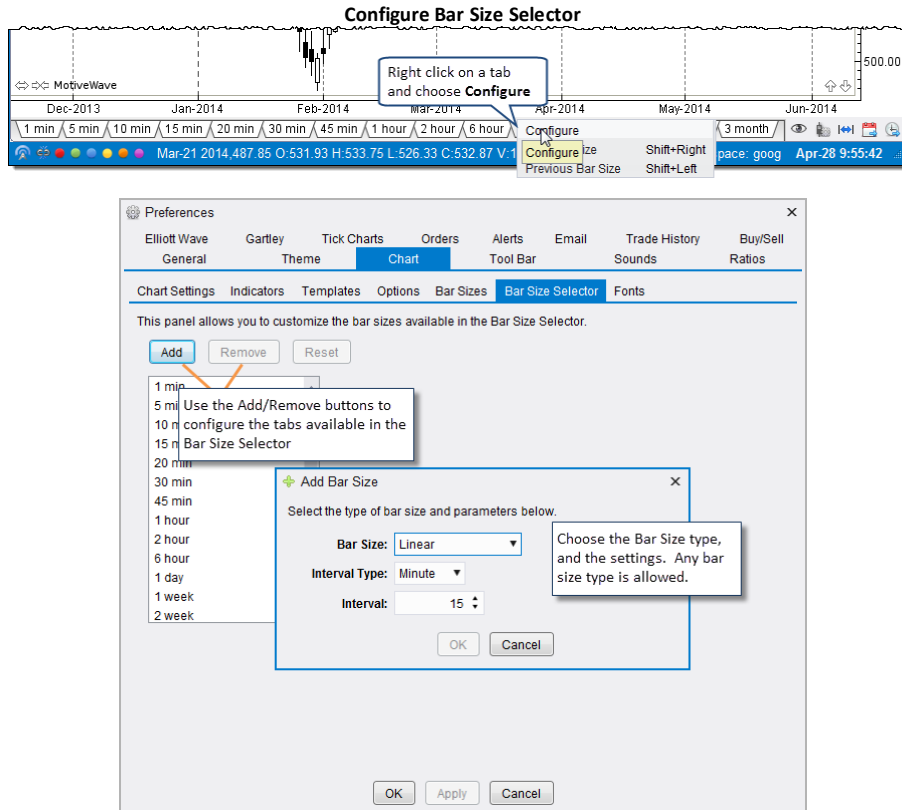 Configure Bar Size Selector
Right click on a tab
and choose Configure
500.00
MotiveWave
Dec-2013 Jan-2014 Feb-2014 Mar-2014 Apr-2014 May-2014 Jun-2014
1 min 5 min 10 min 15 min 20 min 30 min 45 min 1 hour 2 hour 6 hour 3 month
Configure
Configure ize Shift+Right
Previous Bar Size Shift+Left
Mar-21 2014,487.85 O:531.93 H:533.75 L:526.33 C:532.87 V:1 pace: goog Apr-28 9:55:42
Preferences
Elliott Wave Gartley Tick Charts Orders Alerts Email Trade History Buy/Sell
General Theme Chart Tool Bar Sounds Ratios
Chart Settings Indicators Templates Options Bar Sizes Bar Size Selector Fonts
This panel allows you to customize the bar sizes available in the Bar Size Selector.
Add Remove Reset
1 min
5 mi
10 m
15 m
20 min
30 min
45 min
1 hour
2 hour
6 hour
1 day
1 week
2 week
Use the Add/Remove buttons to
configure the tabs available in the
Bar Size Selector
Add Bar Size
Select the type of bar size and parameters below.
Bar Size: Linear
Interval Type: Minute
Interval: 15
OK Cancel
Choose the Bar Size type,
and the settings. Any bar
size type is allowed.
OK Apply Cancel